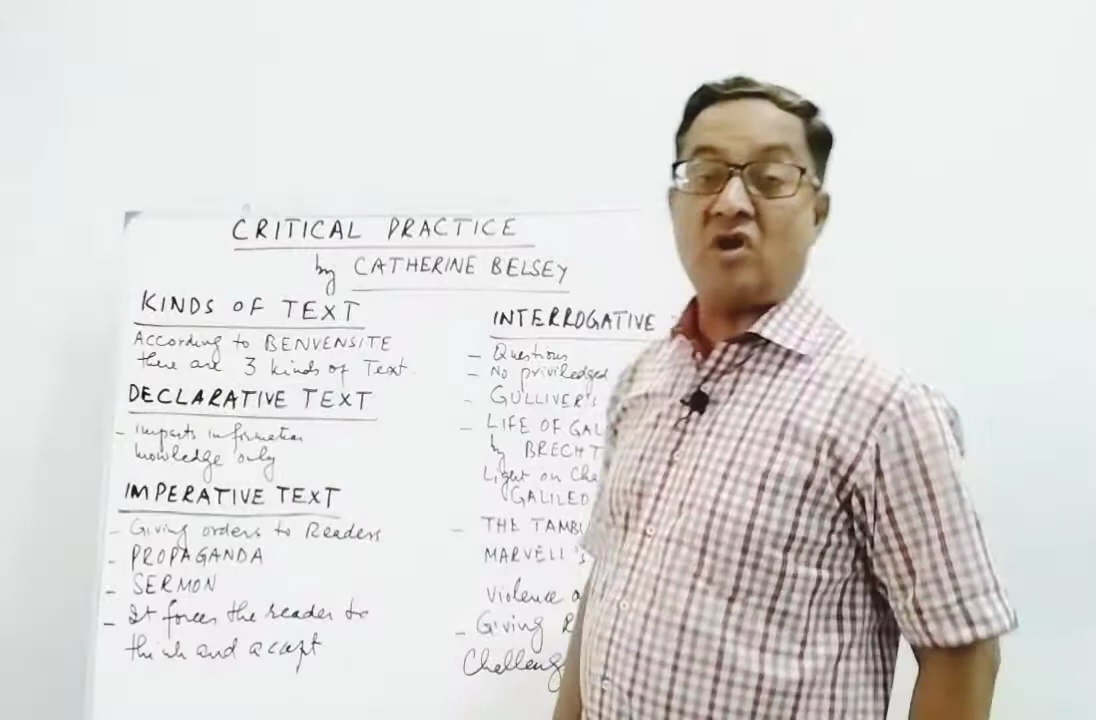 CRITICAL PRACTICE
by CATHERINE BELSEY
KINDS OF TEXT
According to BENVENSITE
there are 3 kinds of Text.
DECLARATIVE TEXT
- imparts information
knowledge only
IMPERATIVE TEXT
- Giving orders to Readers
- PROPAGANDA
- SERMON
- It forces the reader to
think and accept
INTERROGATIVE
- Questions
- No priviledged
- GULLIVER'S
- LIFE OF GAL
by BRECHT
Light on Cha
GALILEO
- THE TAMBU
MARVELL'S
Violence a
- Giving R
Challeng